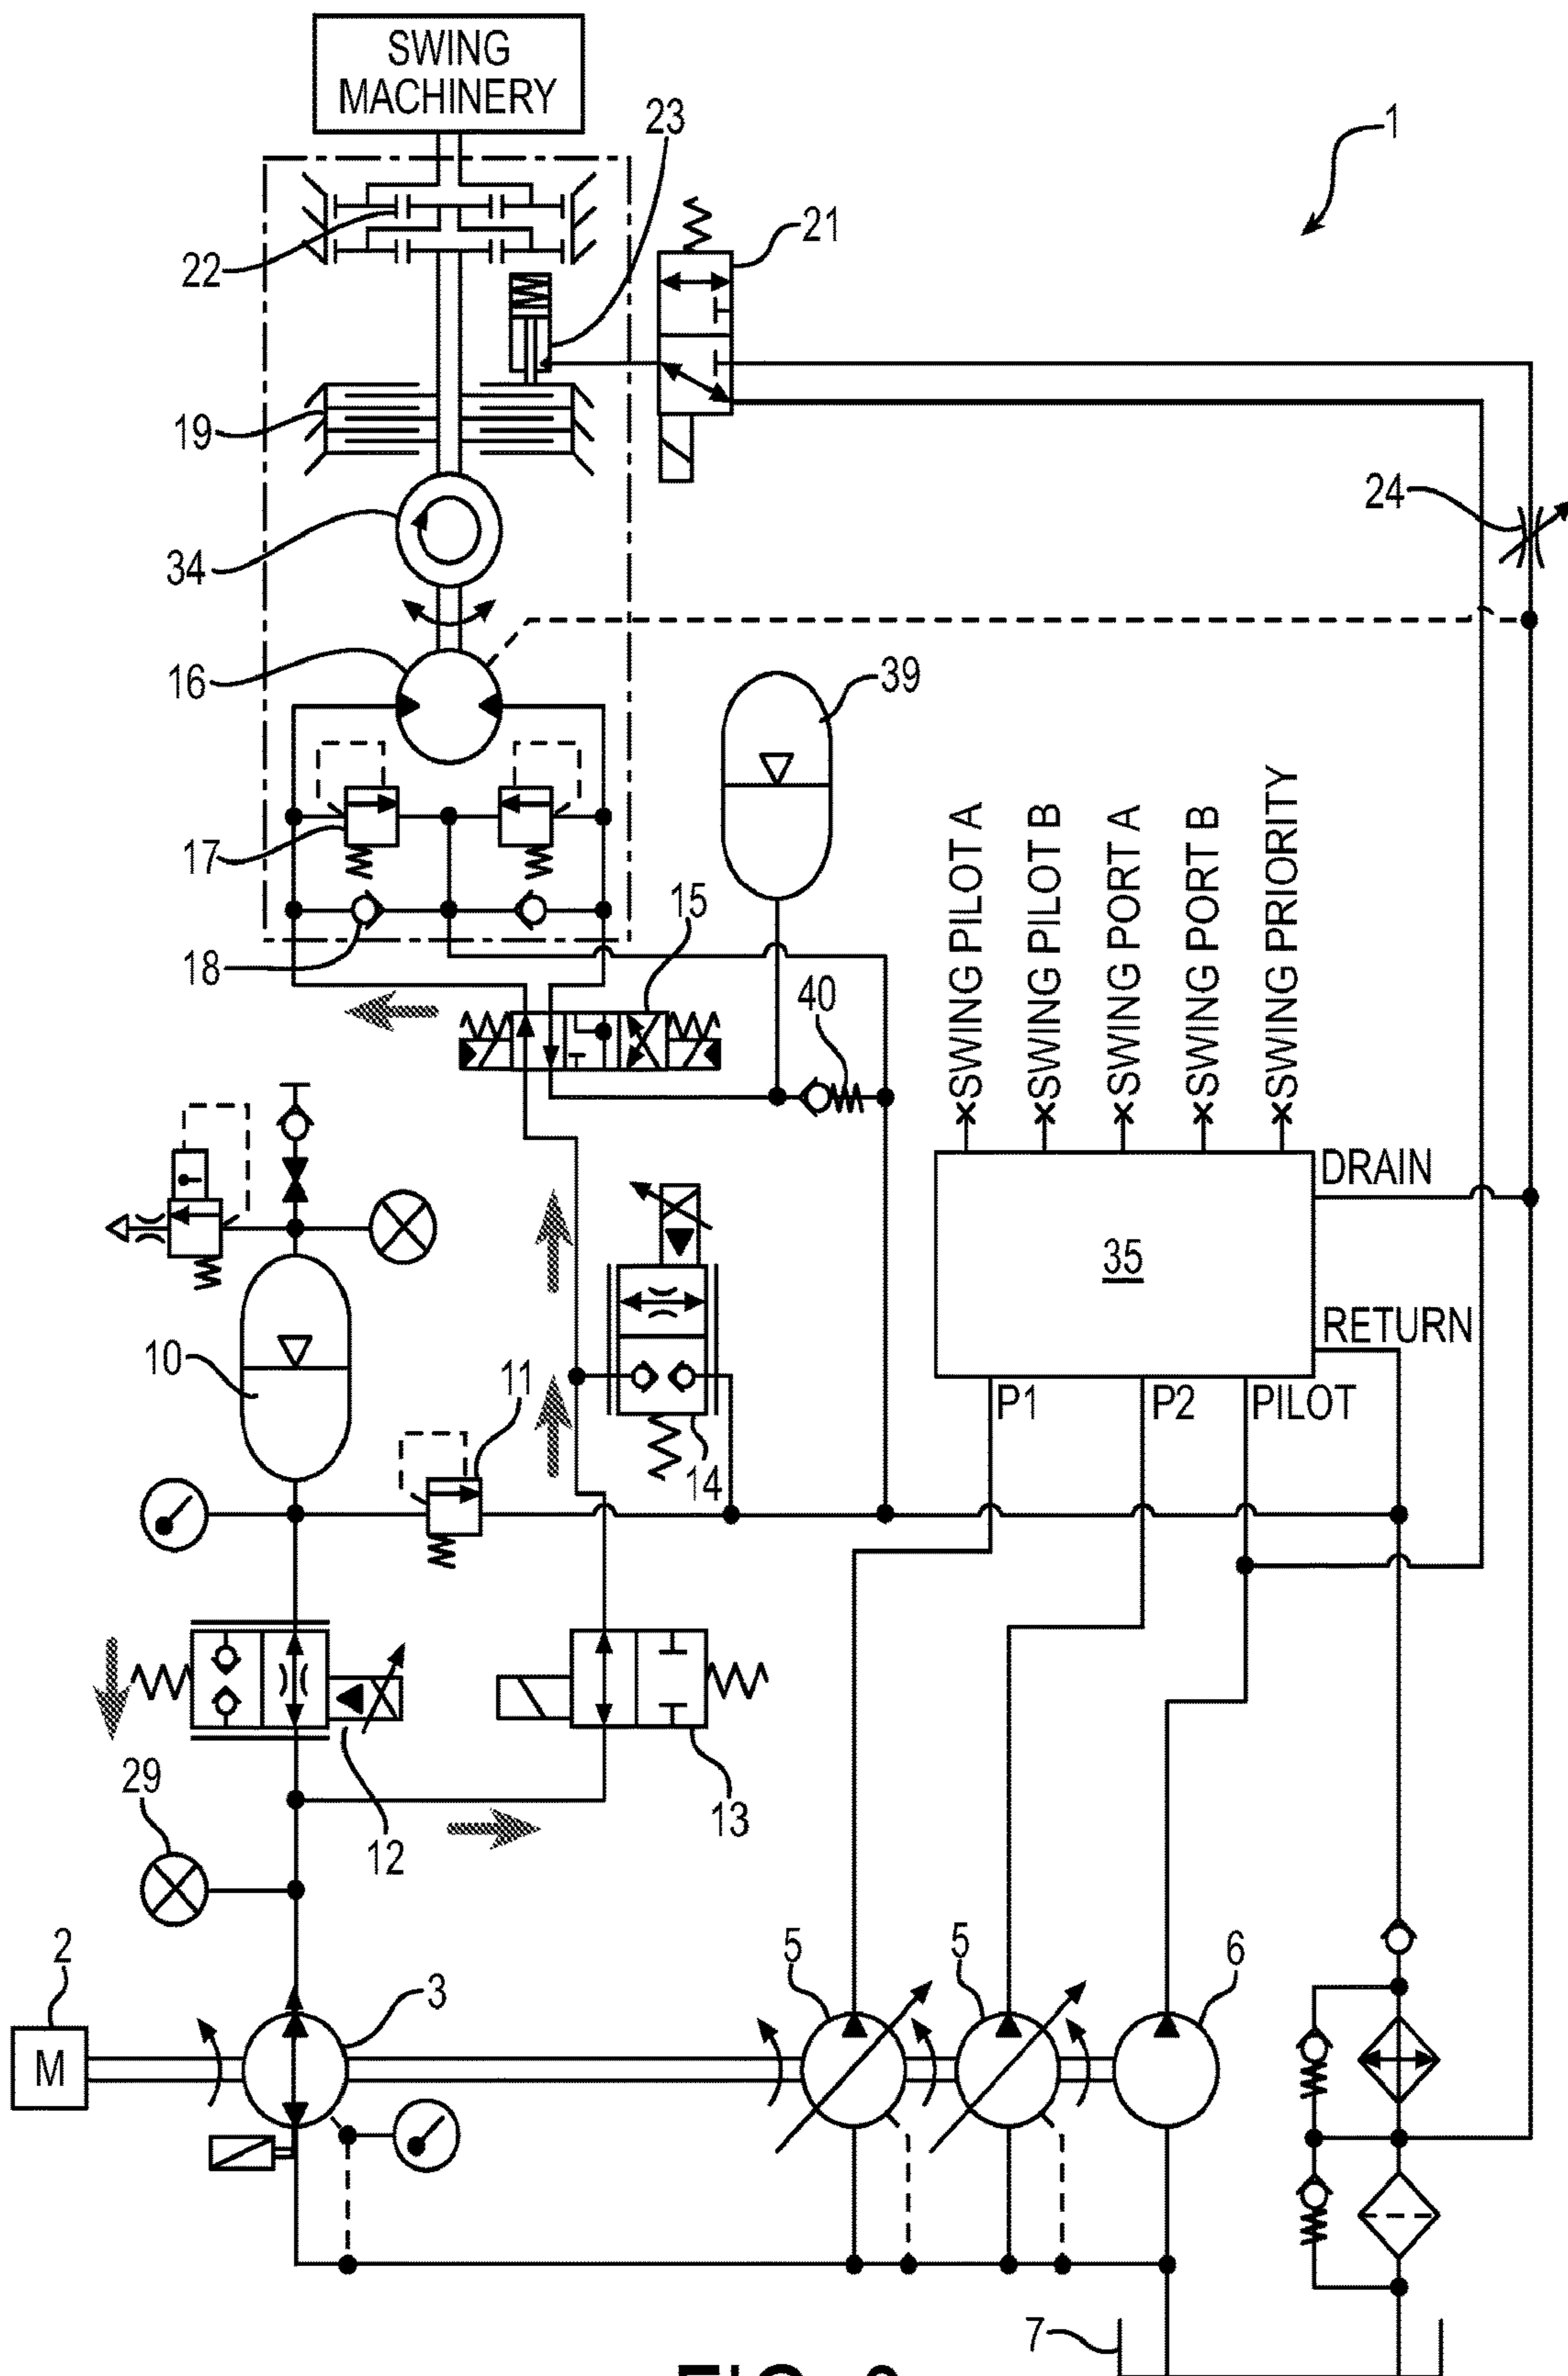 SWING
MACHINERY
23
1
21
22
19
24
34
16
39
17
15
18
40
SWING PILOT A
SWING PILOT B
SWING PORT A
SWING PORT B
SWING PRIORITY
DRAIN
35
RETURN
10
11
14
P1
P2
PILOT
29
12
13
2
3
5
5
6
M
7